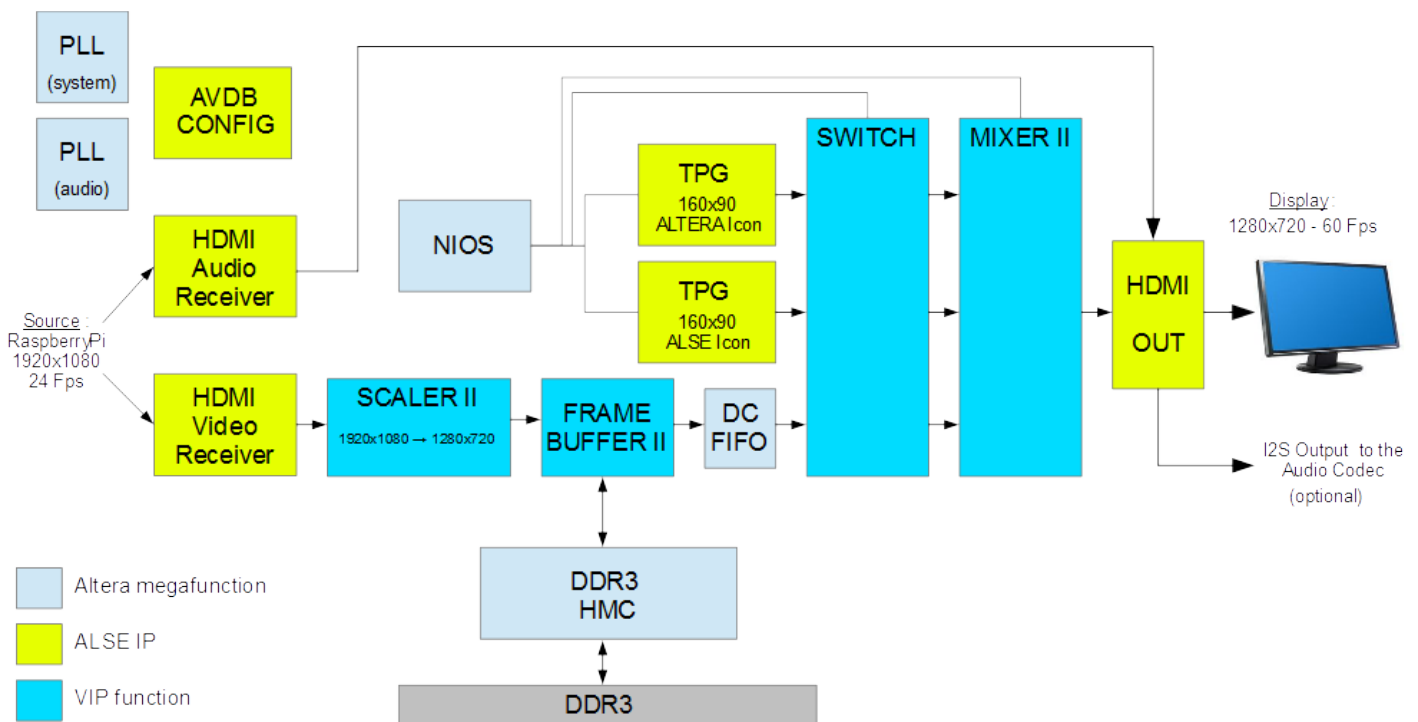 PLL
(system)
AVDB
CONFIG
PLL
(audio)
SWITCH
MIXER II
TPG
160x90
ALTERA Icon
Display :
1280x720 - 60 Fps
HDMI
Audio
Receiver
NIOS
TPG
160x90
ALSE Icon
HDMI
OUT
Source :
RaspberryPi
1920x1080
24 Fps
HDMI
Video
Receiver
SCALER II
1920x1080 → 1280x720
FRAME
BUFFER II
DC
FIFO
I2S Output to the
Audio Codec
(optional)
DDR3
HMC
Altera megafunction
ALSE IP
VIP function
DDR3